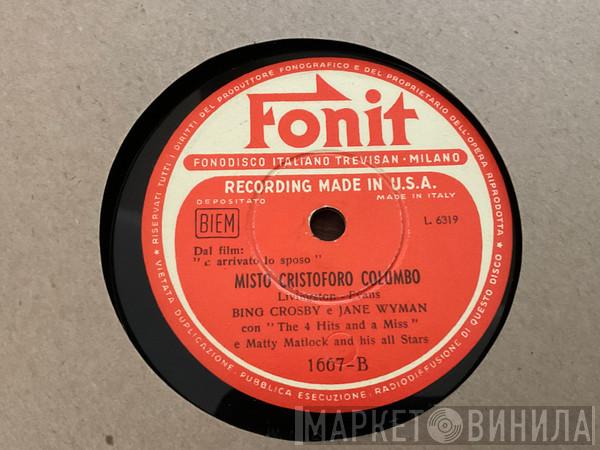 ★ RISERVATI TUTTI I DIRITTI DEL PRODUTTORE FONOGRAFICO E DEL PROPRIETARIO DELL'OPERA RIPRODOTTA ★
Fonit
FONODISCO ITALIANO TREVISAN · MILANO
RECORDING MADE IN U.S.A.
DEPOSITATO
MADE IN ITALY
BIEM
L. 6319
Dal film:
"è arrivato lo sposo"
MISTO CRISTOFORO COLOMBO
Livingston - Evans
BING CROSBY e JANE WYMAN
con "The 4 Hits and a Miss"
e Matty Matlock and his all Stars
1667-B
VIETATA DUPLICAZIONE · PUBBLICA ESECUZIONE · RADIODIFFUSIONE DI QUESTO DISCO
МАРКЕТ ВИНИЛА